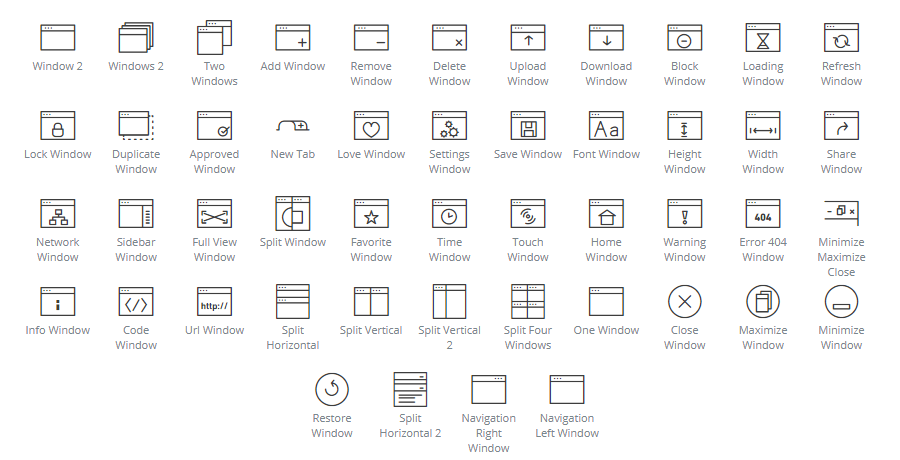 Window 2
Windows 2
Two
Windows
Add Window
Remove
Window
Delete
Window
Upload
Window
Download
Window
Block
Window
Loading
Window
Refresh
Window
Lock Window
Duplicate
Window
Approved
Window
New Tab
Love Window
Settings
Window
Save Window
Aa
Font Window
Height
Window
Width
Window
Share
Window
Network
Window
Sidebar
Window
Full View
Window
Split Window
Favorite
Window
Time
Window
Touch
Window
Home
Window
!
Warning
Window
404
Error 404
Window
Minimize
Maximize
Close
i
Info Window
</>
Code
Window
http://
Url Window
Split
Horizontal
Split Vertical
Split Vertical
2
Split Four
Windows
One Window
Close
Window
Maximize
Window
Minimize
Window
Restore
Window
Split
Horizontal 2
Navigation
Right
Window
Navigation
Left Window